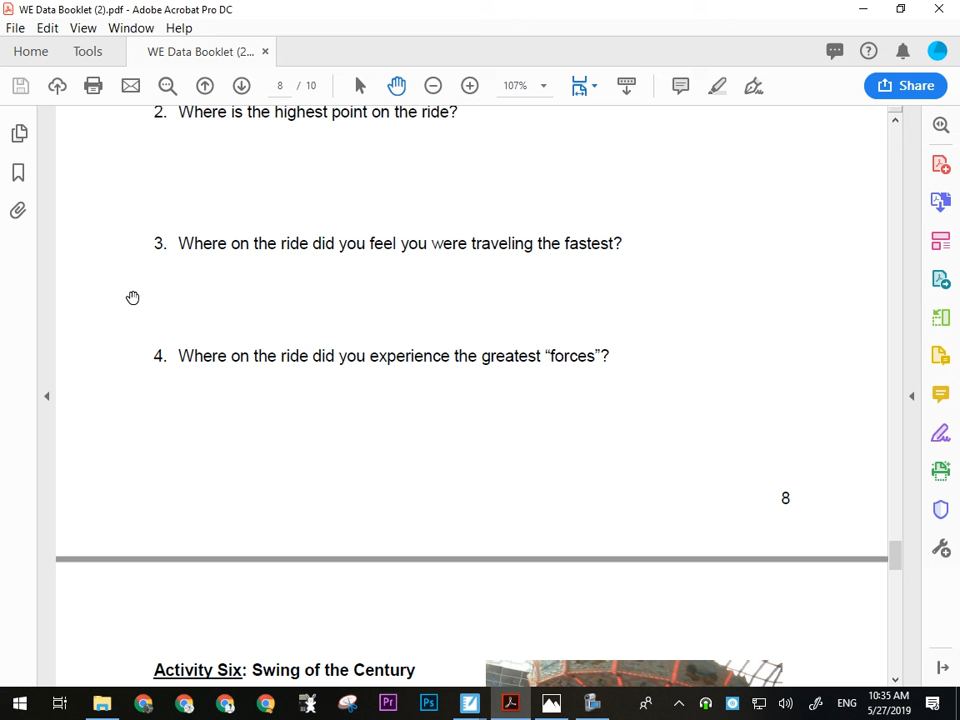 WE Data Booklet (2).pdf - Adobe Acrobat Pro DC
File Edit View Window Help
Home Tools WE Data Booklet (2... ×
8 / 10 107% Share
2. Where is the highest point on the ride?
3. Where on the ride did you feel you were traveling the fastest?
4. Where on the ride did you experience the greatest “forces”?
8
Activity Six: Swing of the Century
ENG 10:35 AM
5/27/2019